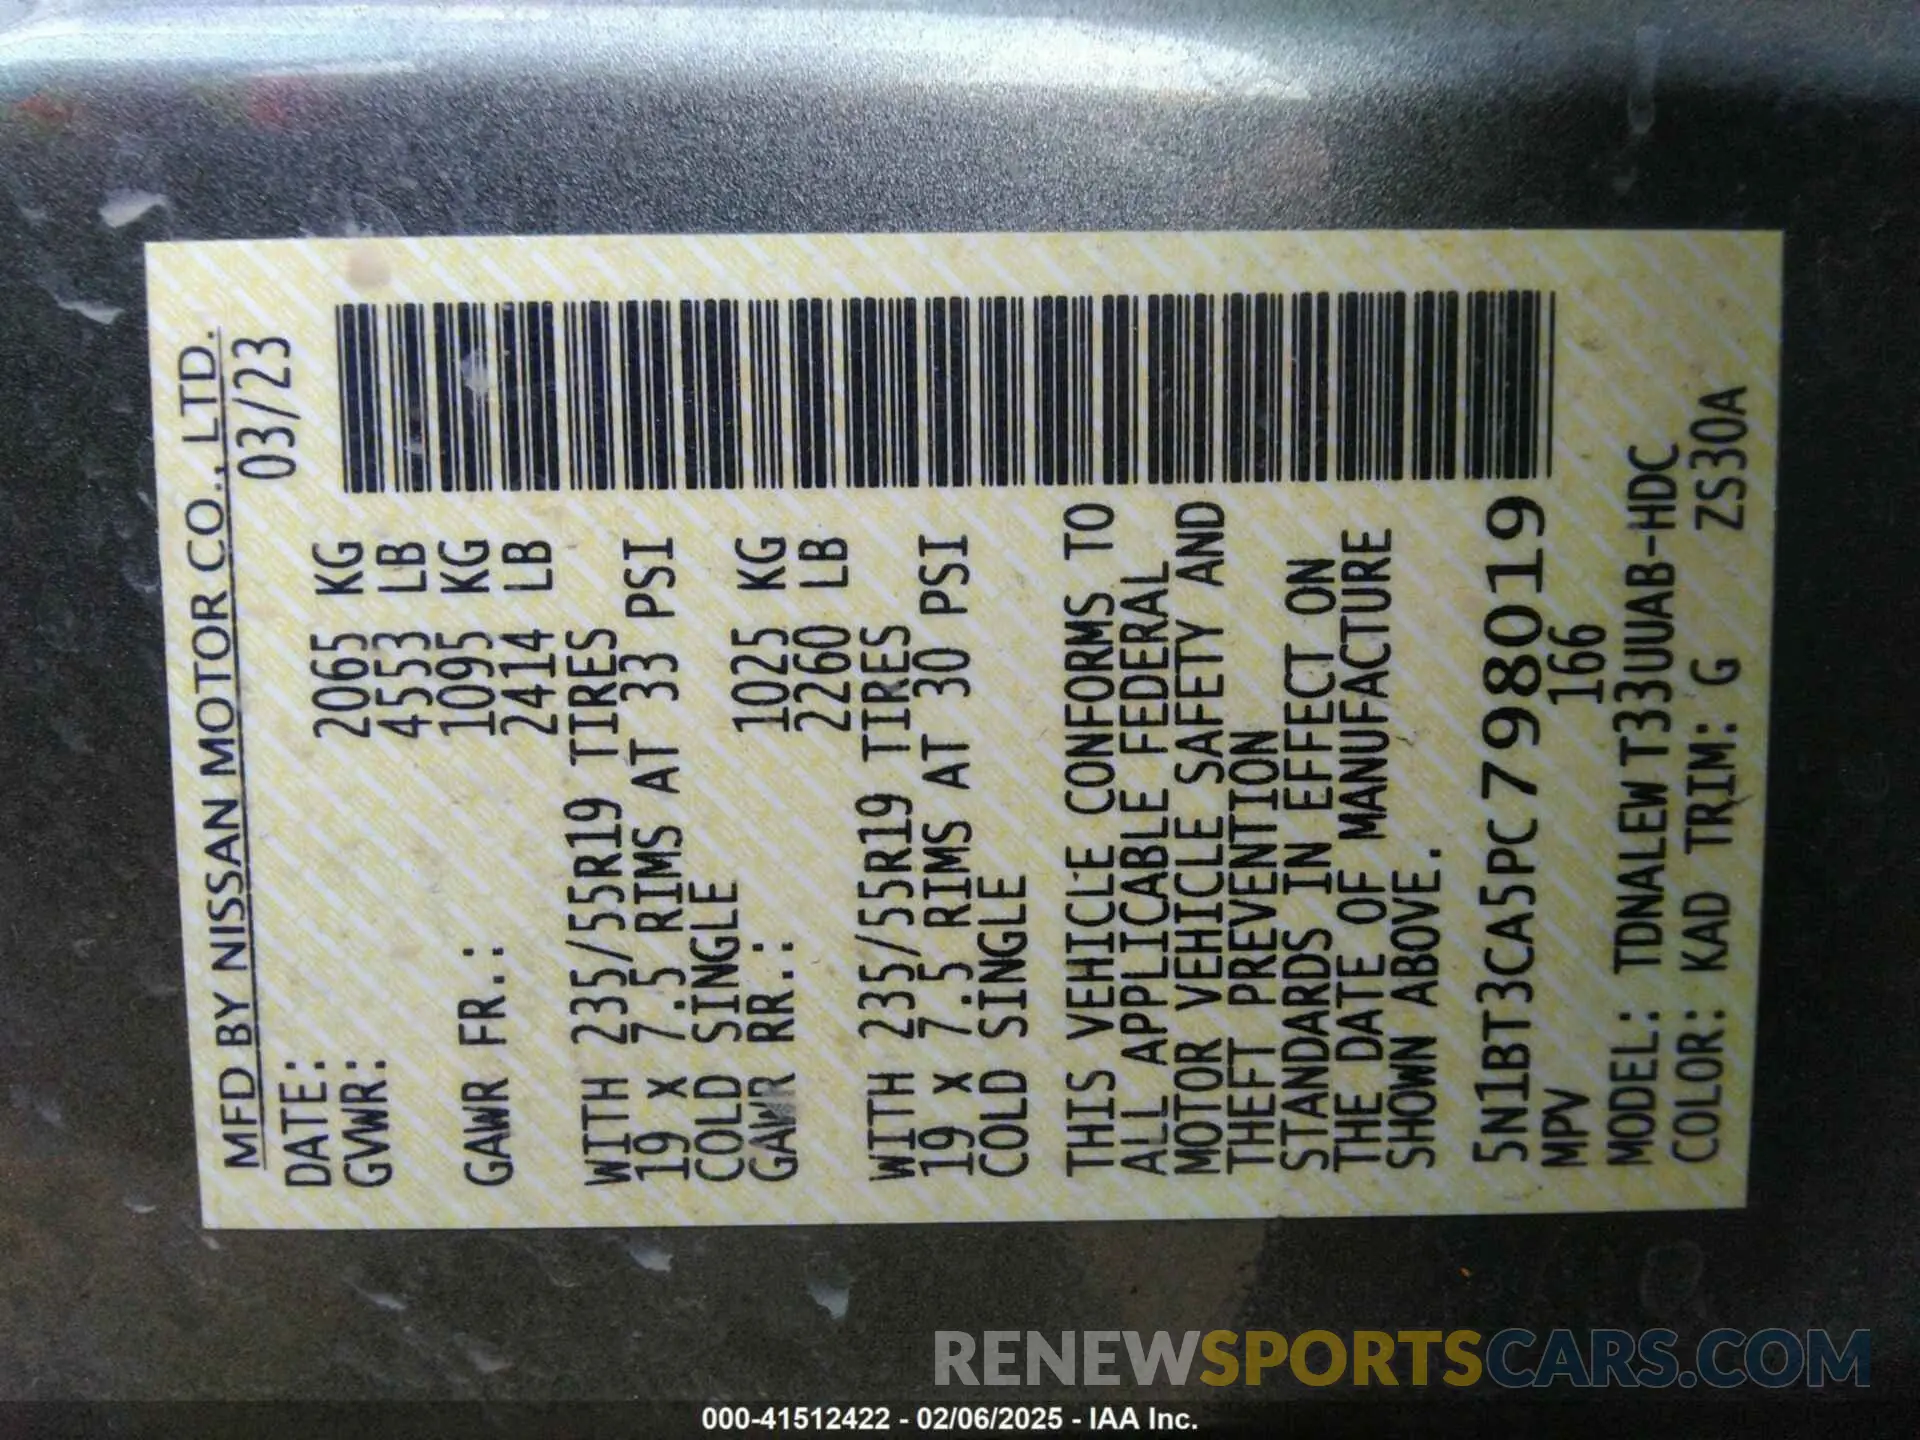 MFD BY NISSAN MOTOR CO., LTD.
DATE: 03/23
GVWR: 2065 KG
4553 LB
GAWR FR.: 1095 KG
2414 LB
WITH 235/55R19 TIRES
19 x 7.5 RIMS AT 33 PSI
COLD SINGLE
GAWR RR.: 1025 KG
2260 LB
WITH 235/55R19 TIRES
19 x 7.5 RIMS AT 30 PSI
COLD SINGLE
THIS VEHICLE CONFORMS TO
ALL APPLICABLE FEDERAL
MOTOR VEHICLE SAFETY AND
THEFT PREVENTION
STANDARDS IN EFFECT ON
THE DATE OF MANUFACTURE
SHOWN ABOVE.
5N1BT3CA5PC798019
MPV 166
MODEL: TDNALEW T33UUAB-HDC
COLOR: KAD TRIM: G ZS30A
RENEWSPORTSCARS.COM
000-41512422 - 02/06/2025 - IAA Inc.